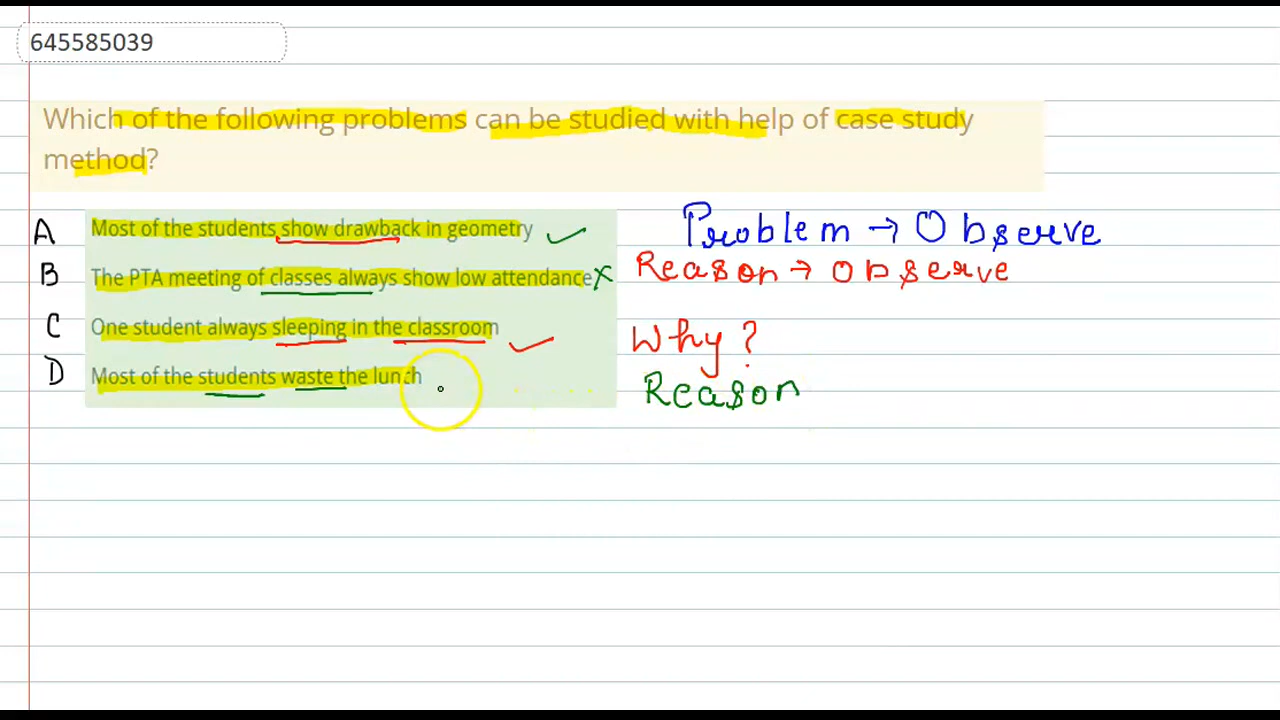 645585039
Which of the following problems can be studied with help of case study
method?
A Most of the students show drawback in geometry ✓
Problem → Observe
B The PTA meeting of classes always show low attendance x
Reason → Observe
C One student always sleeping in the classroom ✓
Why?
D Most of the students waste the lunch
Reason